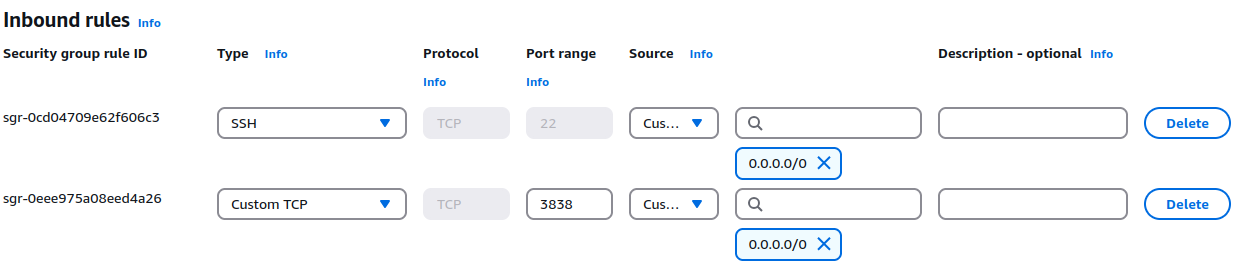 Inbound rules Info
Security group rule ID Type Info Protocol Port range Source Info Description - optional Info
Info Info
sgr-0cd04709e62f606c3 SSH TCP 22 Cus... Delete
0.0.0.0/0
sgr-0eee975a08eed4a26 Custom TCP TCP 3838 Cus... Delete
0.0.0.0/0